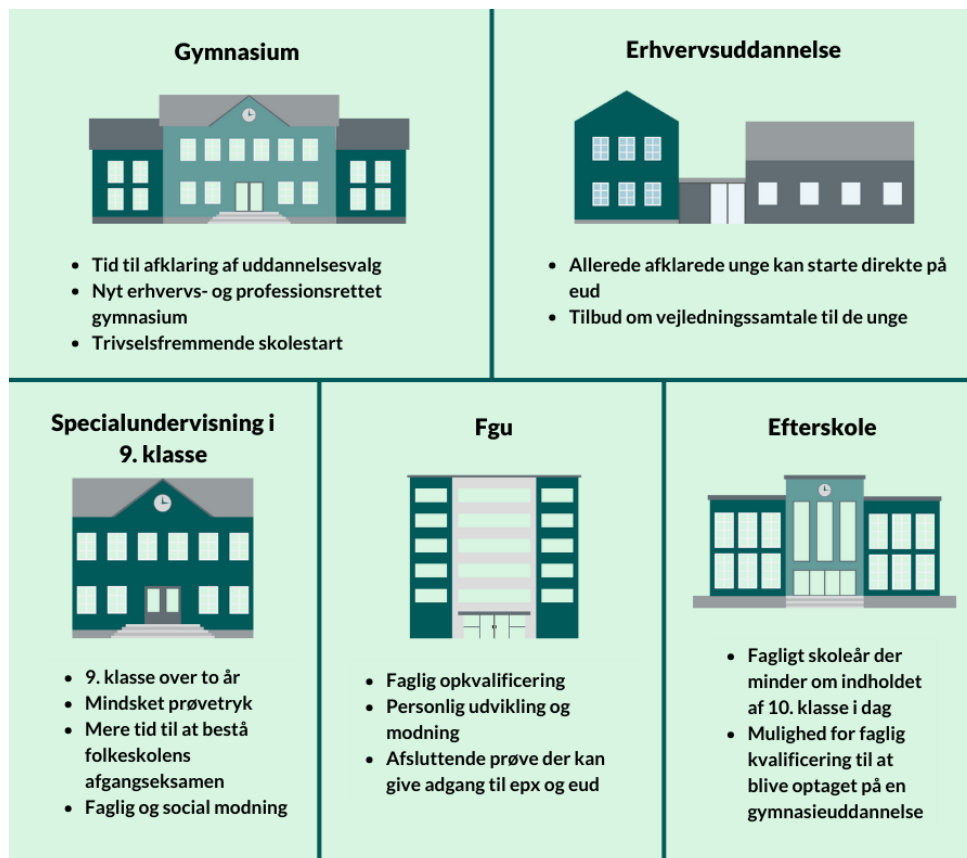 Gymnasium
• Tid til afklaring af uddannelsesvalg
• Nyt erhvervs- og professionsrettet
gymnasium
• Trivselsfremmende skolestart
Erhvervsuddannelse
• Allerede afklarede unge kan starte direkte på
eud
• Tilbud om vejledningssamtale til de unge
Specialundervisning i
9. klasse
• 9. klasse over to år
• Mindsket prøvetryk
• Mere tid til at bestå
folkeskolens
afgangseksamen
• Faglig og social modning
Fgu
• Faglig opkvalificering
• Personlig udvikling og
modning
• Afsluttende prøve der kan
give adgang til epx og eud
Efterskole
• Fagligt skoleår der
minder om indholdet
af 10. klasse i dag
• Mulighed for faglig
kvalificering til at
blive optaget på en
gymnasieuddannelse